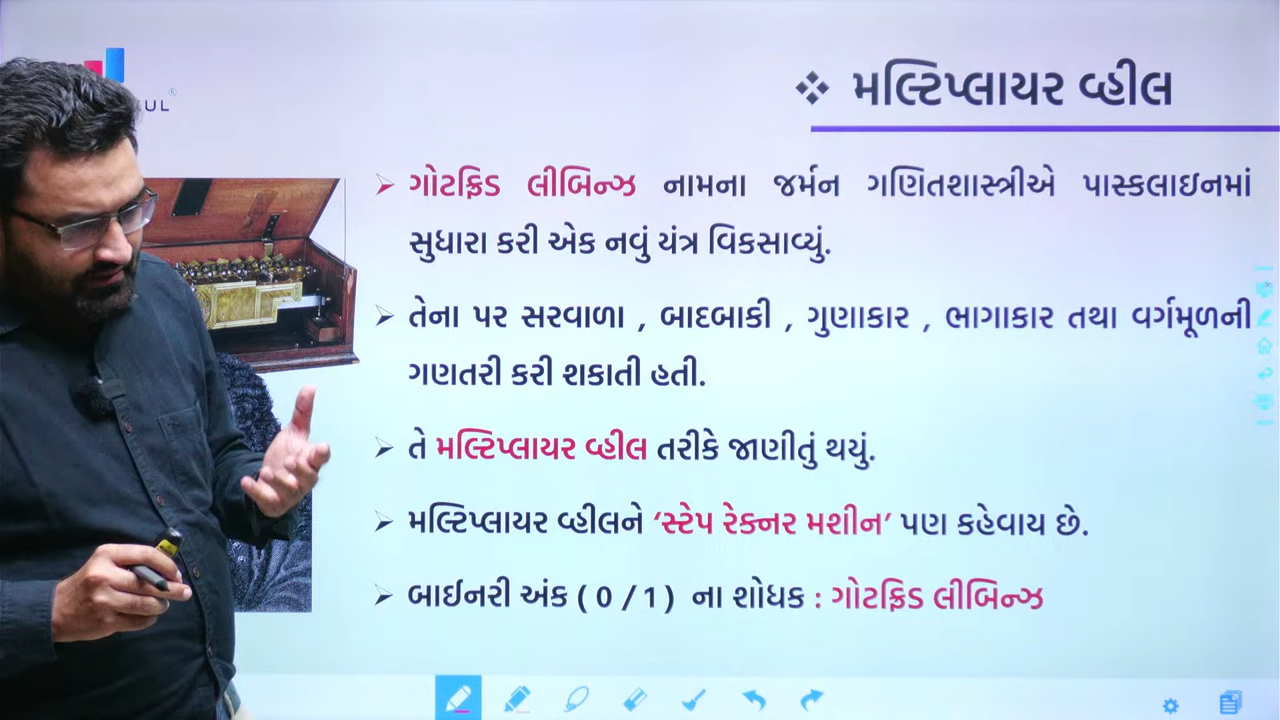 UL®
❖ મલ્ટિપ્લાયર વ્હીલ
➢ ગોટફ્રિડ લીબિન્ઝ નામના જર્મન ગણિતશાસ્ત્રીએ પાસ્કલાઇનમાં
સુધારા કરી એક નવું યંત્ર વિકસાવ્યું.
➢ તેના પર સરવાળા , બાદબાકી , ગુણાકાર , ભાગાકાર તથા વર્ગમૂળની
ગણતરી કરી શકાતી હતી.
➢ તે મલ્ટિપ્લાયર વ્હીલ તરીકે જાણીતું થયું.
➢ મલ્ટિપ્લાયર વ્હીલને ‘સ્ટેપ રેક્નર મશીન’ પણ કહેવાય છે.
➢ બાઈનરી અંક ( 0 / 1 ) ના શોધક : ગોટફ્રિડ લીબિન્ઝ